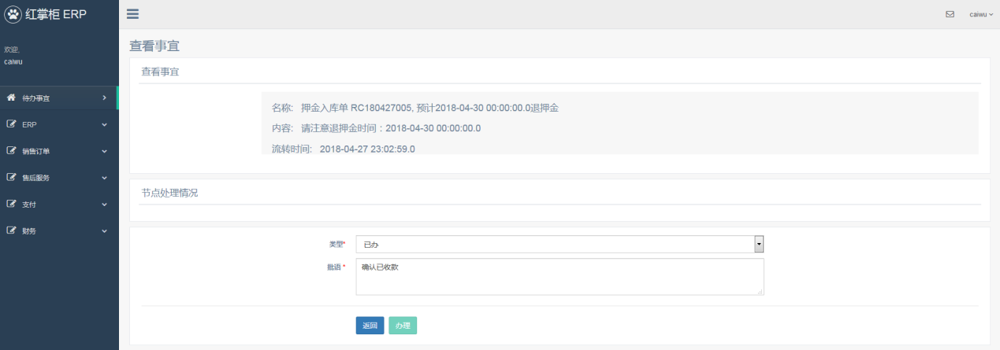 红掌柜 ERP
caiwu
欢迎,
caiwu
待办事宜
ERP
销售订单
售后服务
支付
财务
查看事宜
查看事宜
名称: 押金入库单 RC180427005, 预计2018-04-30 00:00:00.0退押金
内容: 请注意退押金时间：2018-04-30 00:00:00.0
流转时间: 2018-04-27 23:02:59.0
节点处理情况
类型* 已办
批语 * 确认已收款
返回 办理